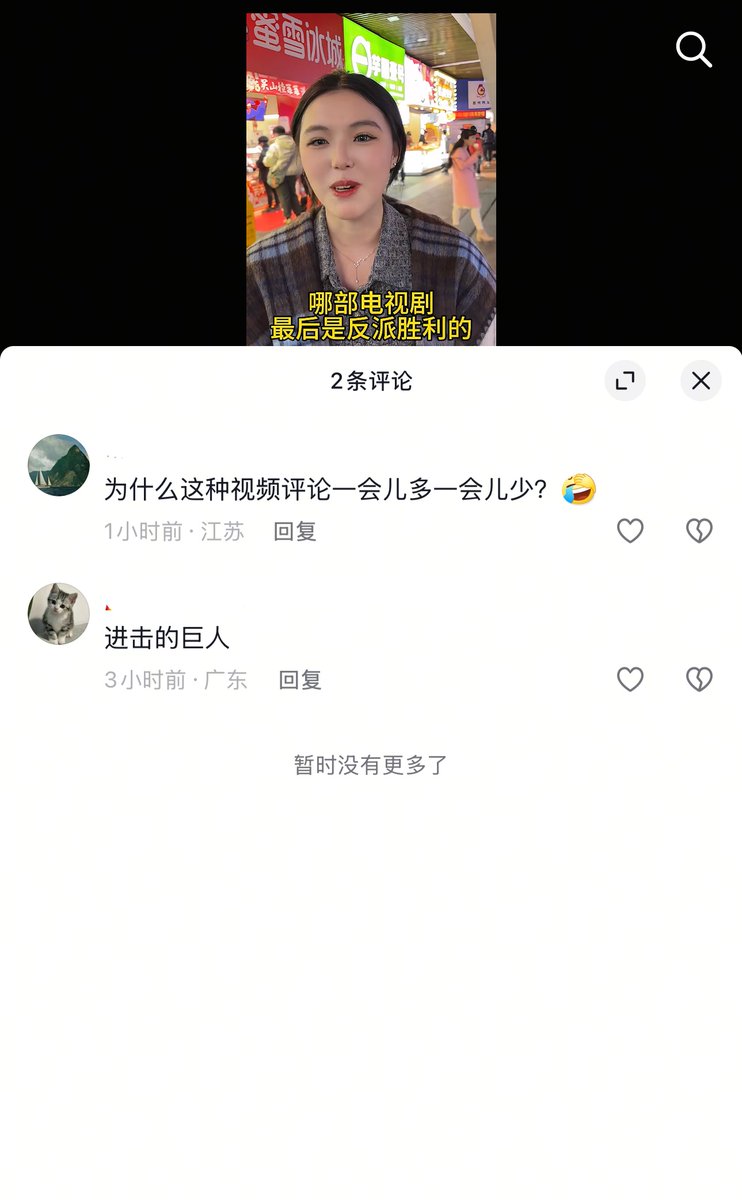 蜜雪冰城
哪部电视剧
最后是反派胜利的
2条评论
为什么这种视频评论一会儿多一会儿少？🤣
1小时前·江苏 回复
进击的巨人
3小时前·广东 回复
暂时没有更多了